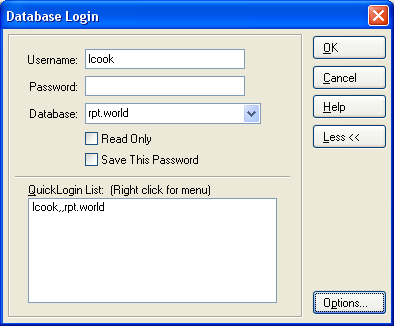 Database Login
Username: lcook
Password:
Database: rpt.world
Read Only
Save This Password
OK
Cancel
Help
Less <<
QuickLogin List: (Right click for menu)
lcook,,rpt.world
Options...